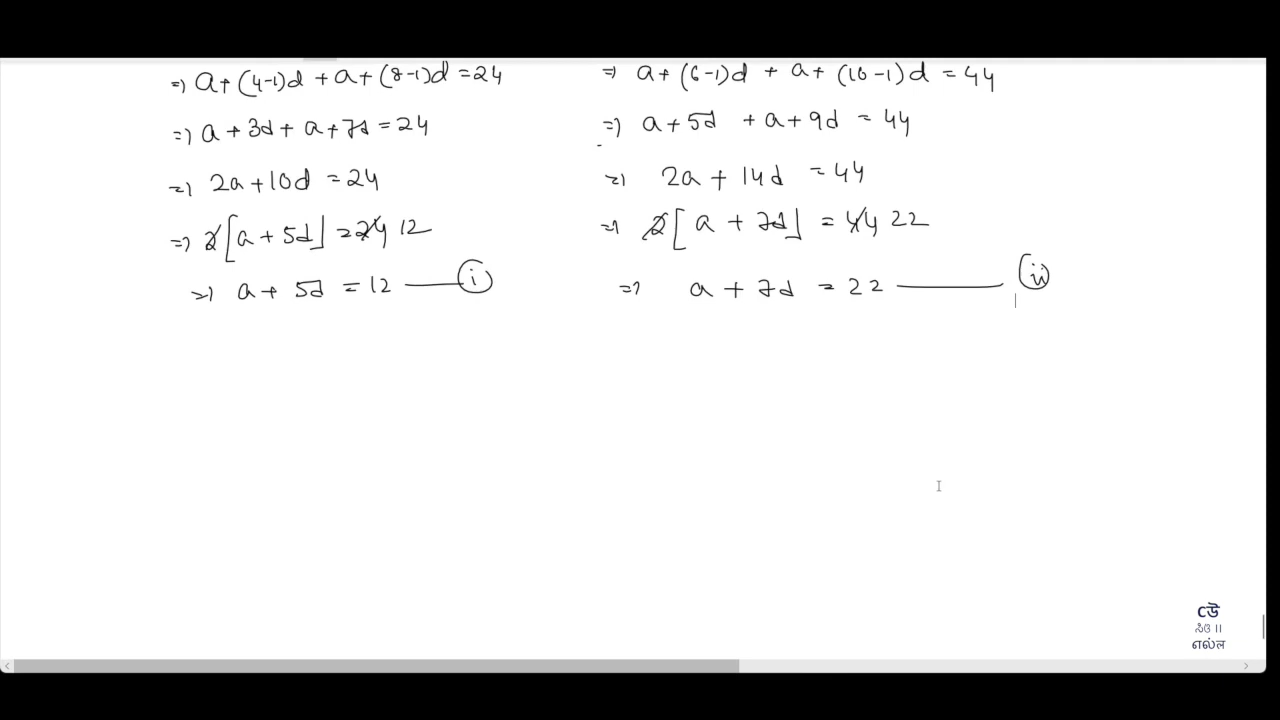 => a + (4-1)d + a + (8-1)d = 24
=> a + 3d + a + 7d = 24
=> 2a + 10d = 24
=> 2[a + 5d] = 24 12
=> a + 5d = 12 —— (i)
=> a + (6-1)d + a + (10-1)d = 44
=> a + 5d + a + 9d = 44
=> 2a + 14d = 44
=> 2[a + 7d] = 44 22
=> a + 7d = 22 —— (ii)
எல்ல